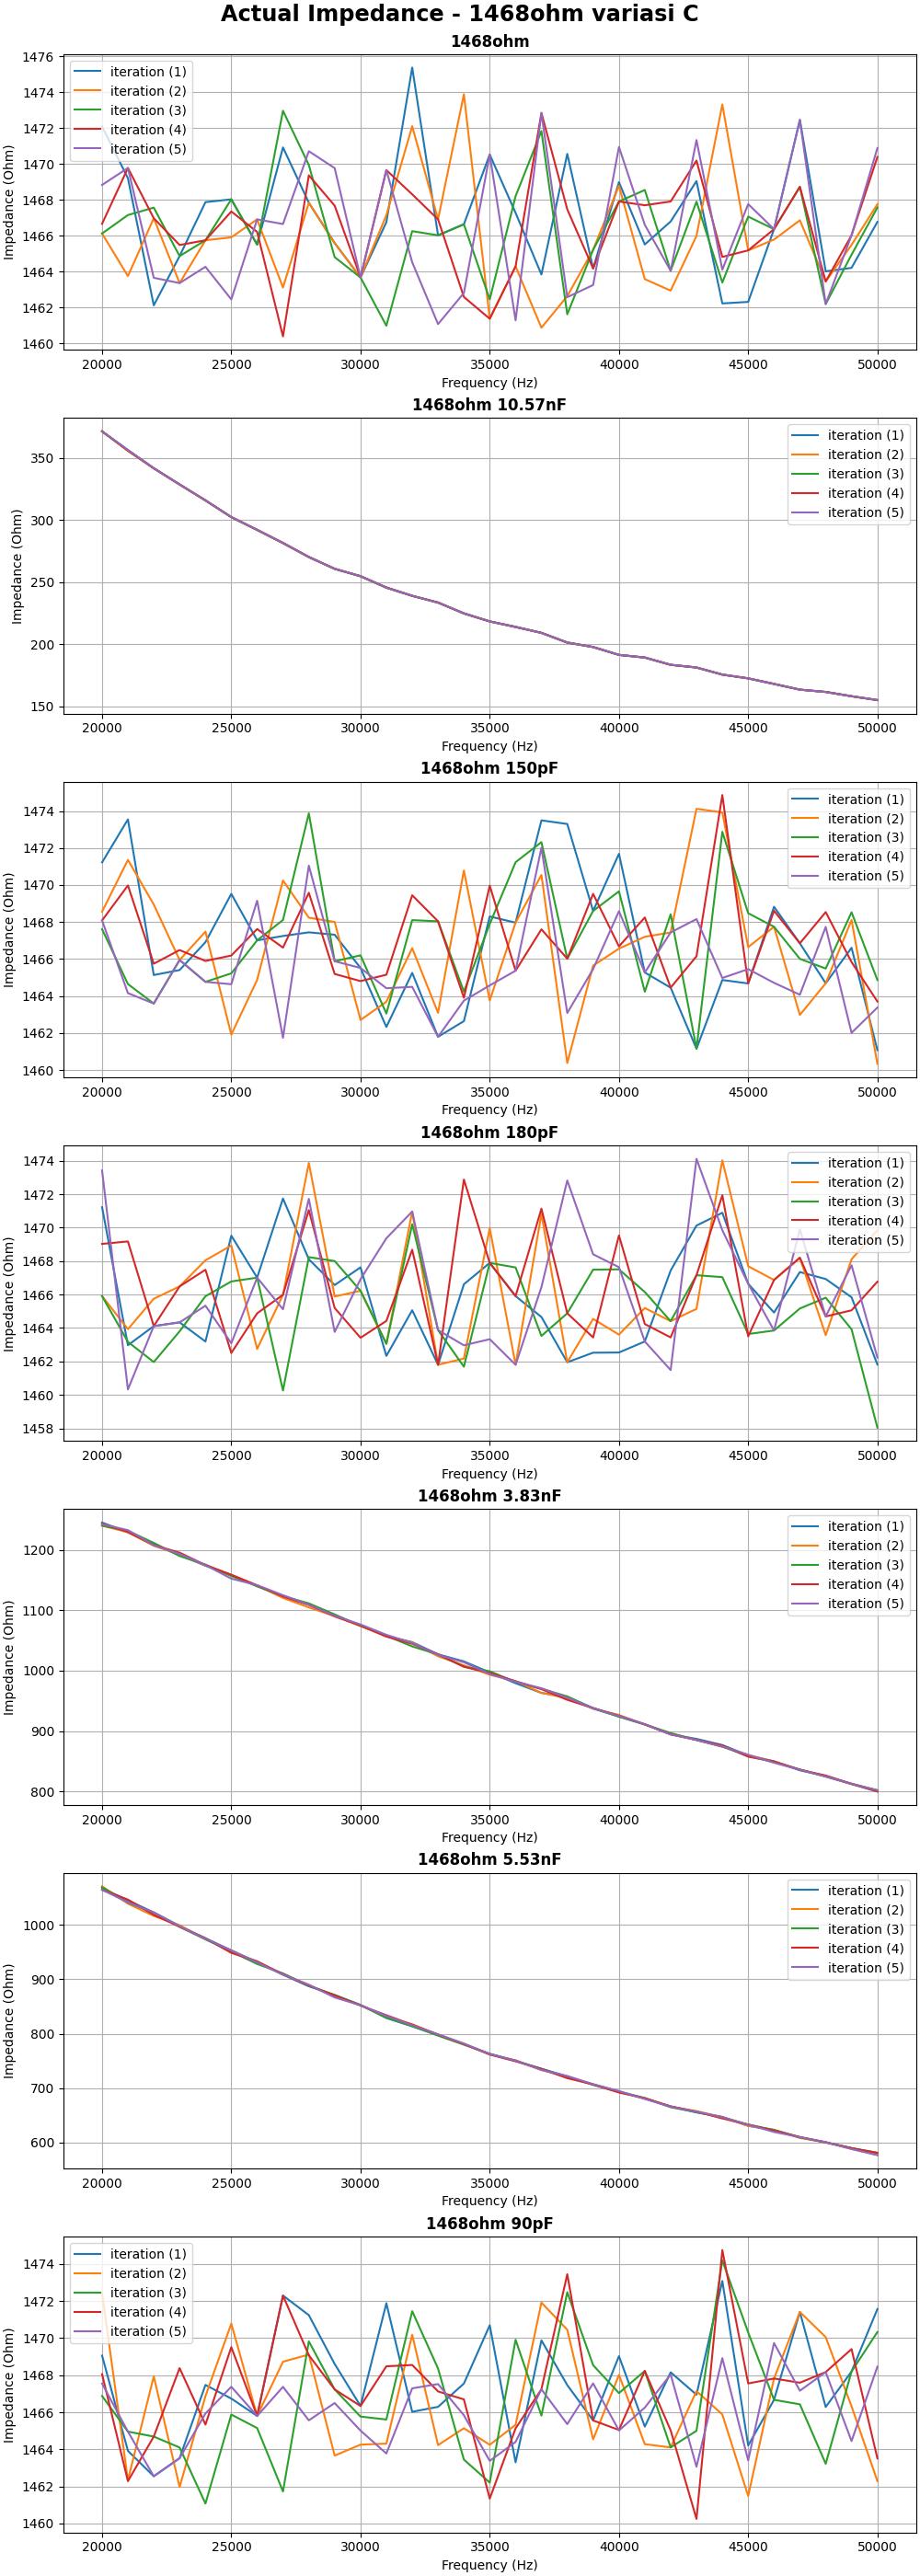 Actual Impedance - 1468ohm variasi C
1468ohm
1476
1474
1472
1470
1468
1466
1464
1462
1460
Impedance (Ohm)
iteration (1)
iteration (2)
iteration (3)
iteration (4)
iteration (5)
20000 25000 30000 35000 40000 45000 50000
Frequency (Hz)
1468ohm 10.57nF
350
300
250
200
150
Impedance (Ohm)
iteration (1)
iteration (2)
iteration (3)
iteration (4)
iteration (5)
20000 25000 30000 35000 40000 45000 50000
Frequency (Hz)
1468ohm 150pF
1474
1472
1470
1468
1466
1464
1462
1460
Impedance (Ohm)
iteration (1)
iteration (2)
iteration (3)
iteration (4)
iteration (5)
20000 25000 30000 35000 40000 45000 50000
Frequency (Hz)
1468ohm 180pF
1474
1472
1470
1468
1466
1464
1462
1460
1458
Impedance (Ohm)
iteration (1)
iteration (2)
iteration (3)
iteration (4)
iteration (5)
20000 25000 30000 35000 40000 45000 50000
Frequency (Hz)
1468ohm 3.83nF
1200
1100
1000
900
800
Impedance (Ohm)
iteration (1)
iteration (2)
iteration (3)
iteration (4)
iteration (5)
20000 25000 30000 35000 40000 45000 50000
Frequency (Hz)
1468ohm 5.53nF
1000
900
800
700
600
Impedance (Ohm)
iteration (1)
iteration (2)
iteration (3)
iteration (4)
iteration (5)
20000 25000 30000 35000 40000 45000 50000
Frequency (Hz)
1468ohm 90pF
1474
1472
1470
1468
1466
1464
1462
1460
Impedance (Ohm)
iteration (1)
iteration (2)
iteration (3)
iteration (4)
iteration (5)
20000 25000 30000 35000 40000 45000 50000
Frequency (Hz)